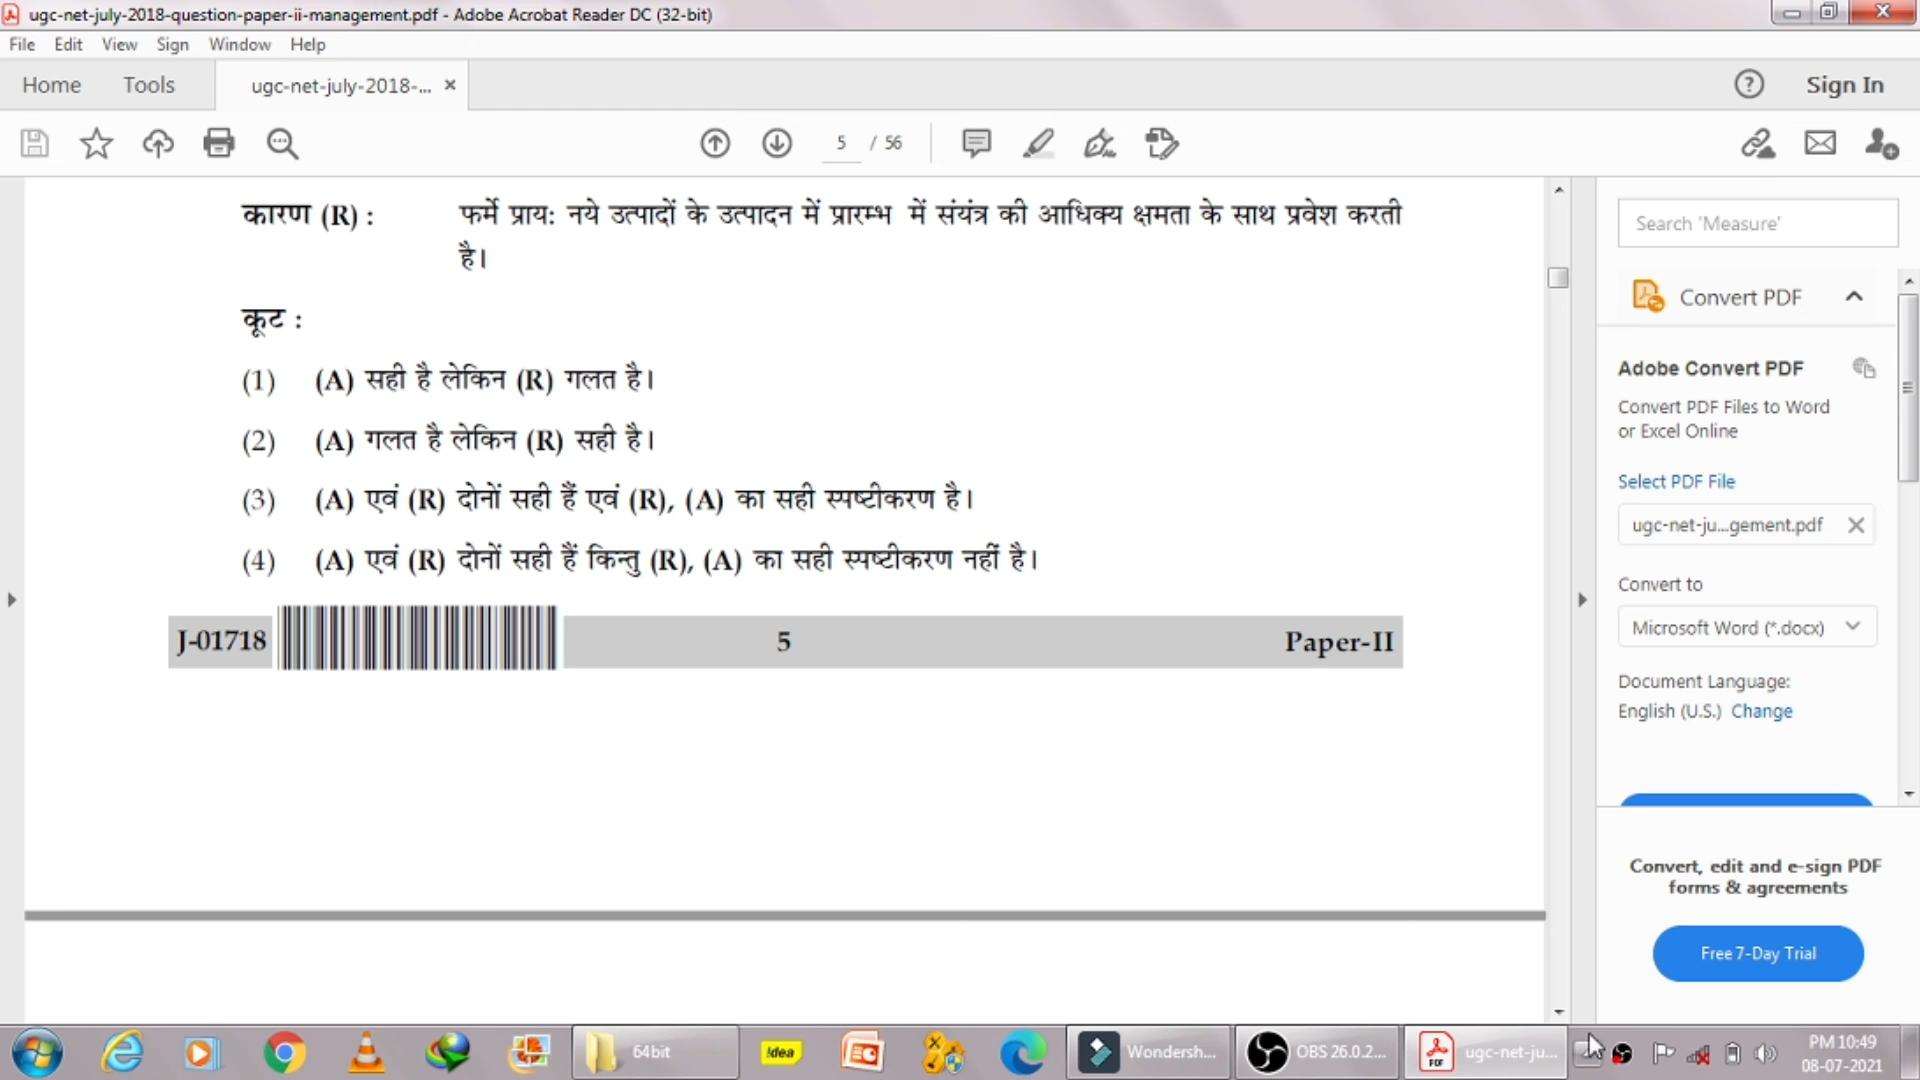 ugc-net-july-2018-question-paper-ii-management.pdf - Adobe Acrobat Reader DC (32-bit)
File Edit View Sign Window Help
Home Tools ugc-net-july-2018-... × Sign In
5 / 56
कारण (R) : फर्मे प्राय: नये उत्पादों के उत्पादन में प्रारम्भ में संयंत्र की आधिक्य क्षमता के साथ प्रवेश करती
है।
कूट :
(1) (A) सही है लेकिन (R) गलत है।
(2) (A) गलत है लेकिन (R) सही है।
(3) (A) एवं (R) दोनों सही हैं एवं (R), (A) का सही स्पष्टीकरण है।
(4) (A) एवं (R) दोनों सही हैं किन्तु (R), (A) का सही स्पष्टीकरण नहीं है।
J-01718 5 Paper-II
Search 'Measure'
Convert PDF
Adobe Convert PDF
Convert PDF Files to Word
or Excel Online
Select PDF File
ugc-net-ju...gement.pdf
Convert to
Microsoft Word (*.docx)
Document Language:
English (U.S.) Change
Convert, edit and e-sign PDF
forms & agreements
Free 7-Day Trial
64bit !dea Wondersh... OBS 26.0.2... ugc-net-ju...
PM 10:49
08-07-2021